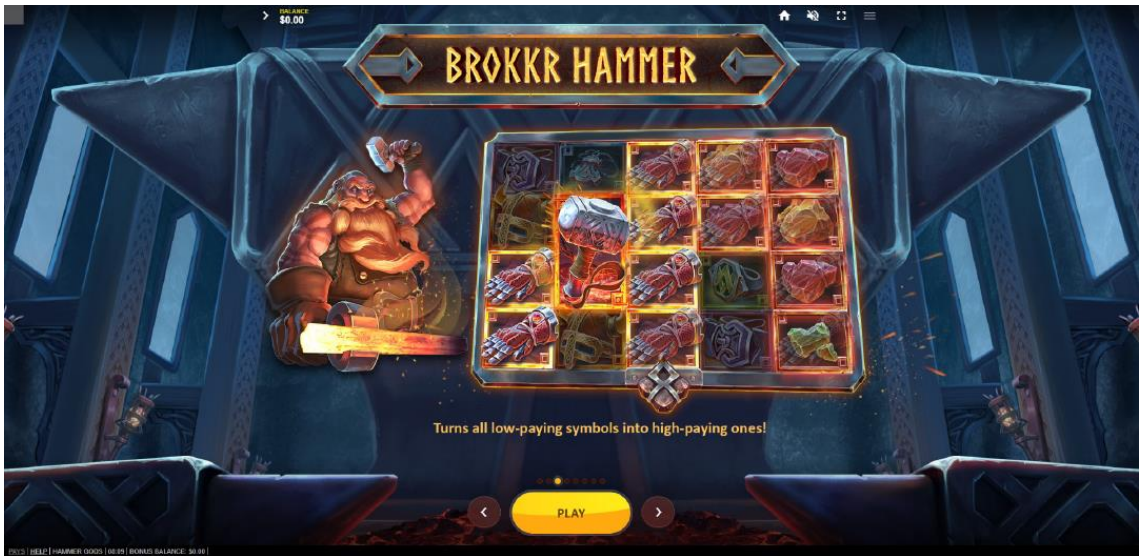 BALANCE
$0.00
BROKKR HAMMER
Turns all low-paying symbols into high-paying ones!
PLAY
PAYS | HELP | HAMMER GODS | 08:09 | BONUS BALANCE: $0.00 |